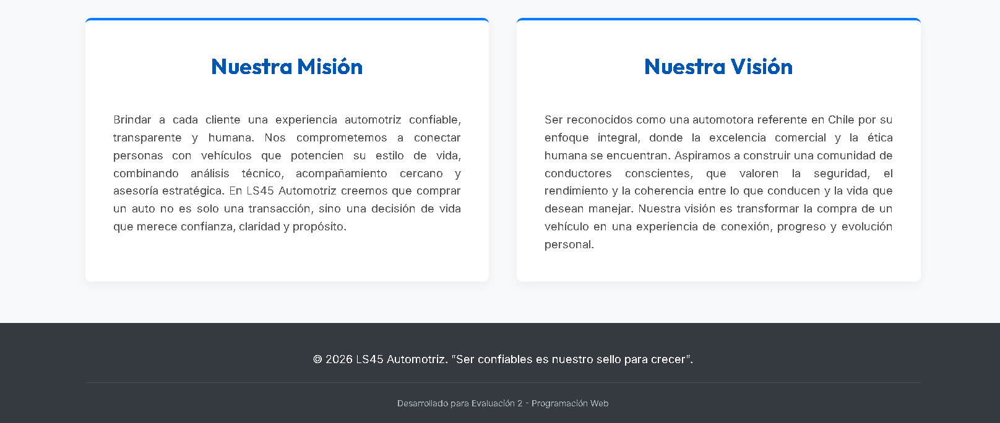 Nuestra Misión
Brindar a cada cliente una experiencia automotriz confiable,
transparente y humana. Nos comprometemos a conectar
personas con vehículos que potencien su estilo de vida,
combinando análisis técnico, acompañamiento cercano y
asesoría estratégica. En LS45 Automotriz creemos que comprar
un auto no es solo una transacción, sino una decisión de vida
que merece confianza, claridad y propósito.
Nuestra Visión
Ser reconocidos como una automotora referente en Chile por su
enfoque integral, donde la excelencia comercial y la ética
humana se encuentran. Aspiramos a construir una comunidad de
conductores conscientes, que valoren la seguridad, el
rendimiento y la coherencia entre lo que conducen y la vida que
desean manejar. Nuestra visión es transformar la compra de un
vehículo en una experiencia de conexión, progreso y evolución
personal.
© 2026 LS45 Automotriz. "Ser confiables es nuestro sello para crecer".
Desarrollado para Evaluación 2 - Programación Web